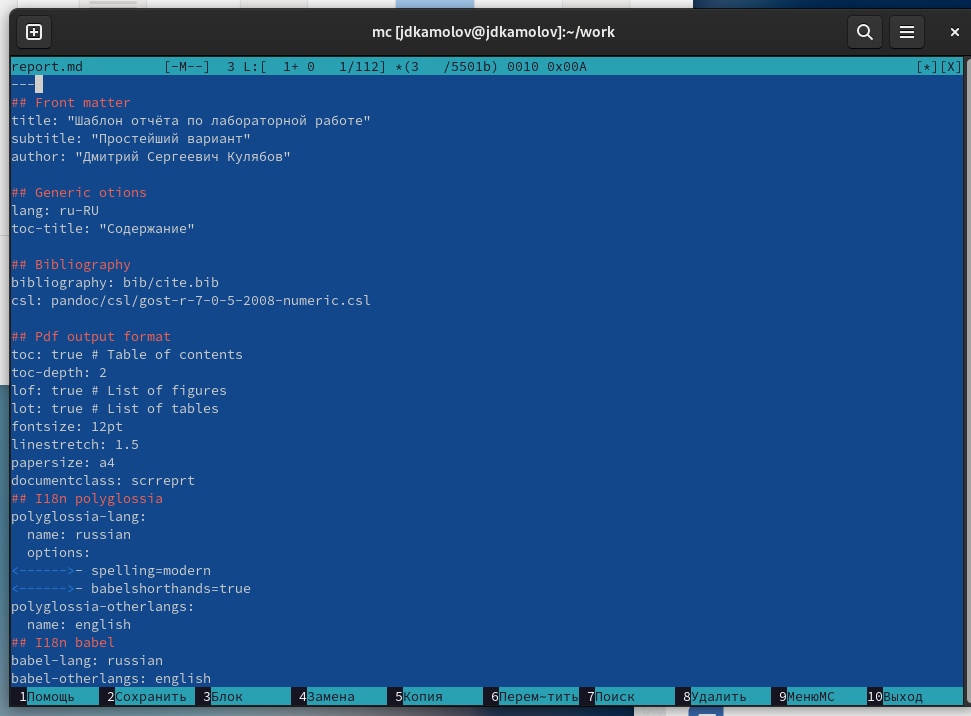 mc [jdkamolov@jdkamolov]:~/work
report.md [-M--] 3 L:[ 1+ 0 1/112] *(3 /5501b) 0010 0x00A [*][X]
---
## Front matter
title: "Шаблон отчёта по лабораторной работе"
subtitle: "Простейший вариант"
author: "Дмитрий Сергеевич Кулябов"
## Generic otions
lang: ru-RU
toc-title: "Содержание"
## Bibliography
bibliography: bib/cite.bib
csl: pandoc/csl/gost-r-7-0-5-2008-numeric.csl
## Pdf output format
toc: true # Table of contents
toc-depth: 2
lof: true # List of figures
lot: true # List of tables
fontsize: 12pt
linestretch: 1.5
papersize: a4
documentclass: scrreprt
## I18n polyglossia
polyglossia-lang:
  name: russian
  options:
<------>- spelling=modern
<------>- babelshorthands=true
polyglossia-otherlangs:
  name: english
## I18n babel
babel-lang: russian
babel-otherlangs: english
1Помощь 2Сохранить 3Блок 4Замена 5Копия 6Перем~тить 7Поиск 8Удалить 9МенюMC 10Выход